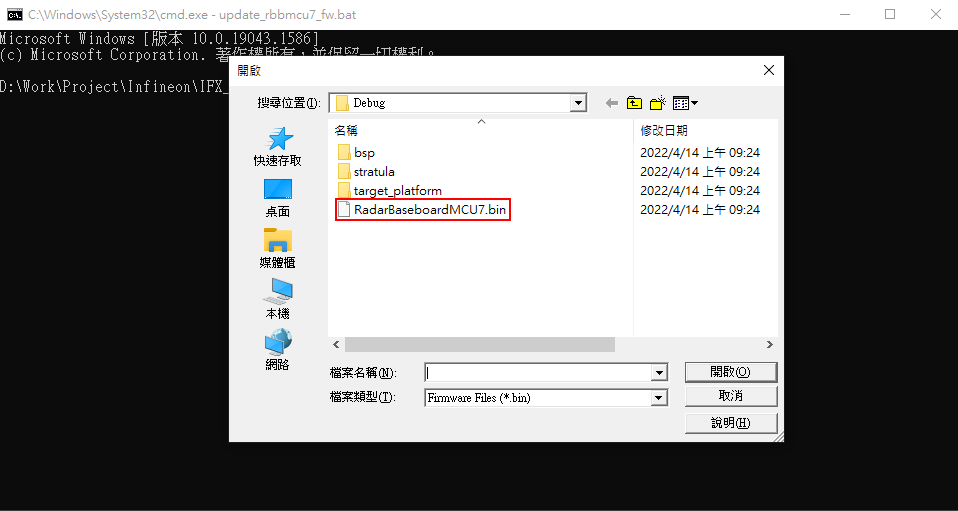 C:\Windows\System32\cmd.exe - update_rbbmcu7_fw.bat
Microsoft Windows [版本 10.0.19043.1586]
(c) Microsoft Corporation. 著作權所有，並保留一切權利。
D:\Work\Project\Infineon\IFX_
開啟
搜尋位置(I):
Debug
快速存取
桌面
媒體櫃
本機
網路
名稱
修改日期
bsp
2022/4/14 上午 09:24
stratula
2022/4/14 上午 09:24
target_platform
2022/4/14 上午 09:24
RadarBaseboardMCU7.bin
2022/4/14 上午 09:24
檔案名稱(N):
開啟(O)
檔案類型(T):
Firmware Files (*.bin)
取消
說明(H)